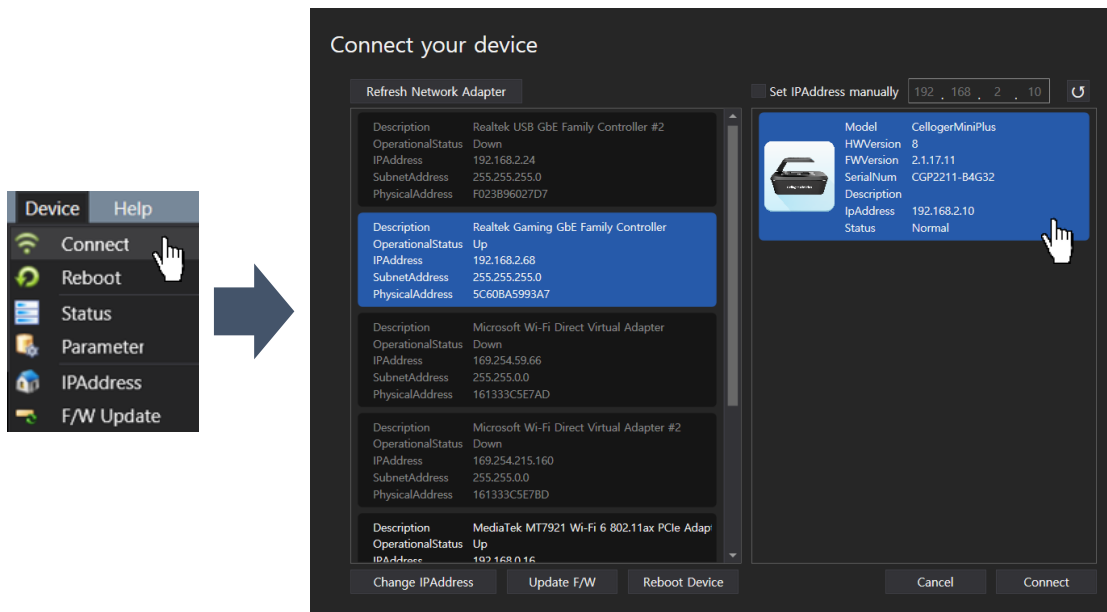 Device Help
Connect
Reboot
Status
Parameter
IPAddress
F/W Update
Connect your device
Refresh Network Adapter
Description Realtek USB GbE Family Controller #2
OperationalStatus Down
IPAddress 192.168.2.24
SubnetAddress 255.255.255.0
PhysicalAddress F023B96027D7
Description Realtek Gaming GbE Family Controller
OperationalStatus Up
IPAddress 192.168.2.68
SubnetAddress 255.255.255.0
PhysicalAddress 5C60BA5993A7
Description Microsoft Wi-Fi Direct Virtual Adapter
OperationalStatus Down
IPAddress 169.254.59.66
SubnetAddress 255.255.0.0
PhysicalAddress 161333C5E7AD
Description Microsoft Wi-Fi Direct Virtual Adapter #2
OperationalStatus Down
IPAddress 169.254.215.160
SubnetAddress 255.255.0.0
PhysicalAddress 161333C5E7BD
Description MediaTek MT7921 Wi-Fi 6 802.11ax PCIe Adap
OperationalStatus Up
IPAddress 192.168.0.16
Change IPAddress Update F/W Reboot Device
Set IPAddress manually 192 . 168 . 2 . 10
Model CellogerMiniPlus
HWVersion 8
FWVersion 2.1.17.11
SerialNum CGP2211-B4G32
Description
IpAddress 192.168.2.10
Status Normal
Cancel Connect